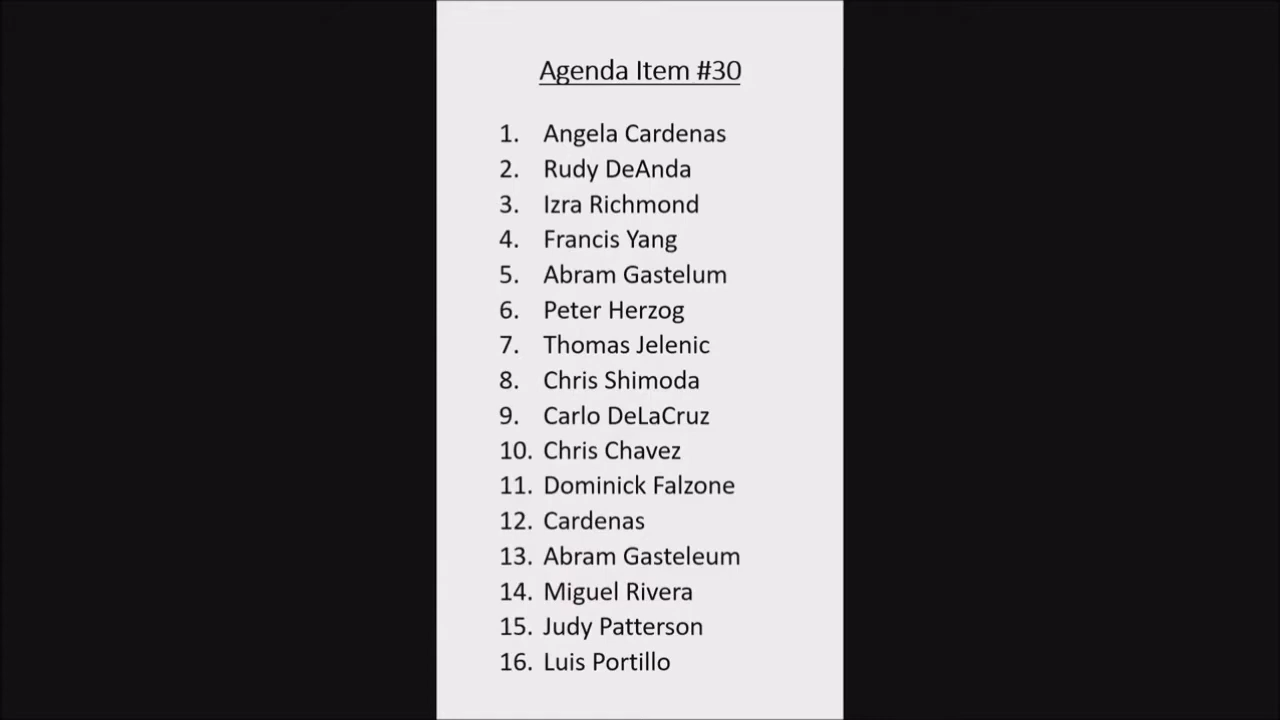 Agenda Item #30
1. Angela Cardenas
2. Rudy DeAnda
3. Izra Richmond
4. Francis Yang
5. Abram Gastelum
6. Peter Herzog
7. Thomas Jelenic
8. Chris Shimoda
9. Carlo DeLaCruz
10. Chris Chavez
11. Dominick Falzone
12. Cardenas
13. Abram Gasteleum
14. Miguel Rivera
15. Judy Patterson
16. Luis Portillo